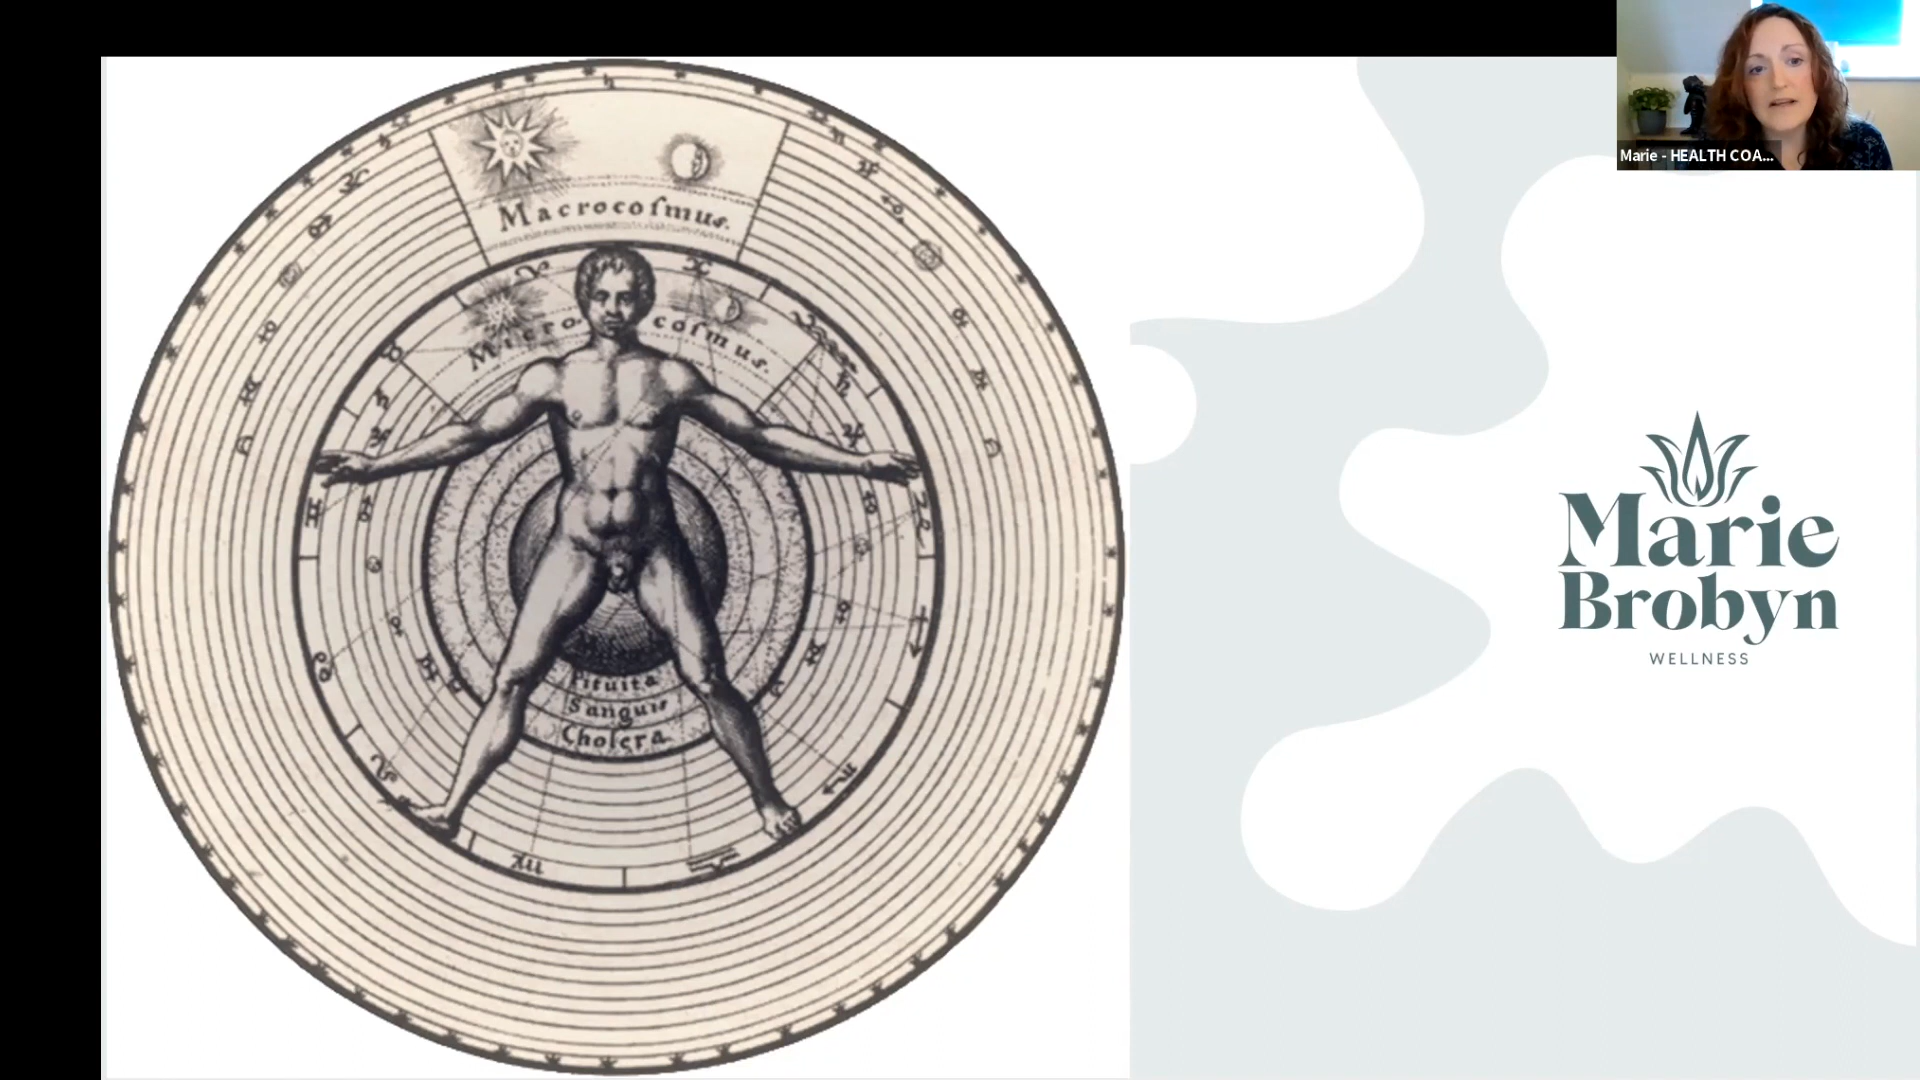 Marie - HEALTH COA...
Macrocoſmus.
Micro coſmus.
Pituita
Sanguis
Cholera
Marie
Brobyn
WELLNESS